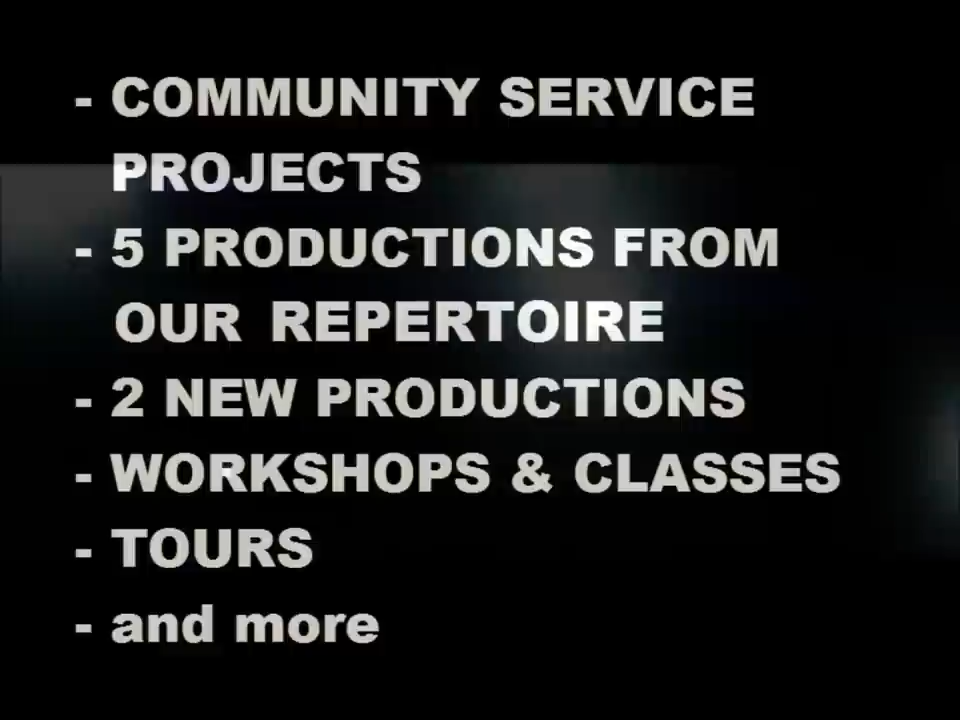 - COMMUNITY SERVICE
PROJECTS
- 5 PRODUCTIONS FROM
OUR REPERTOIRE
- 2 NEW PRODUCTIONS
- WORKSHOPS & CLASSES
- TOURS
- and more